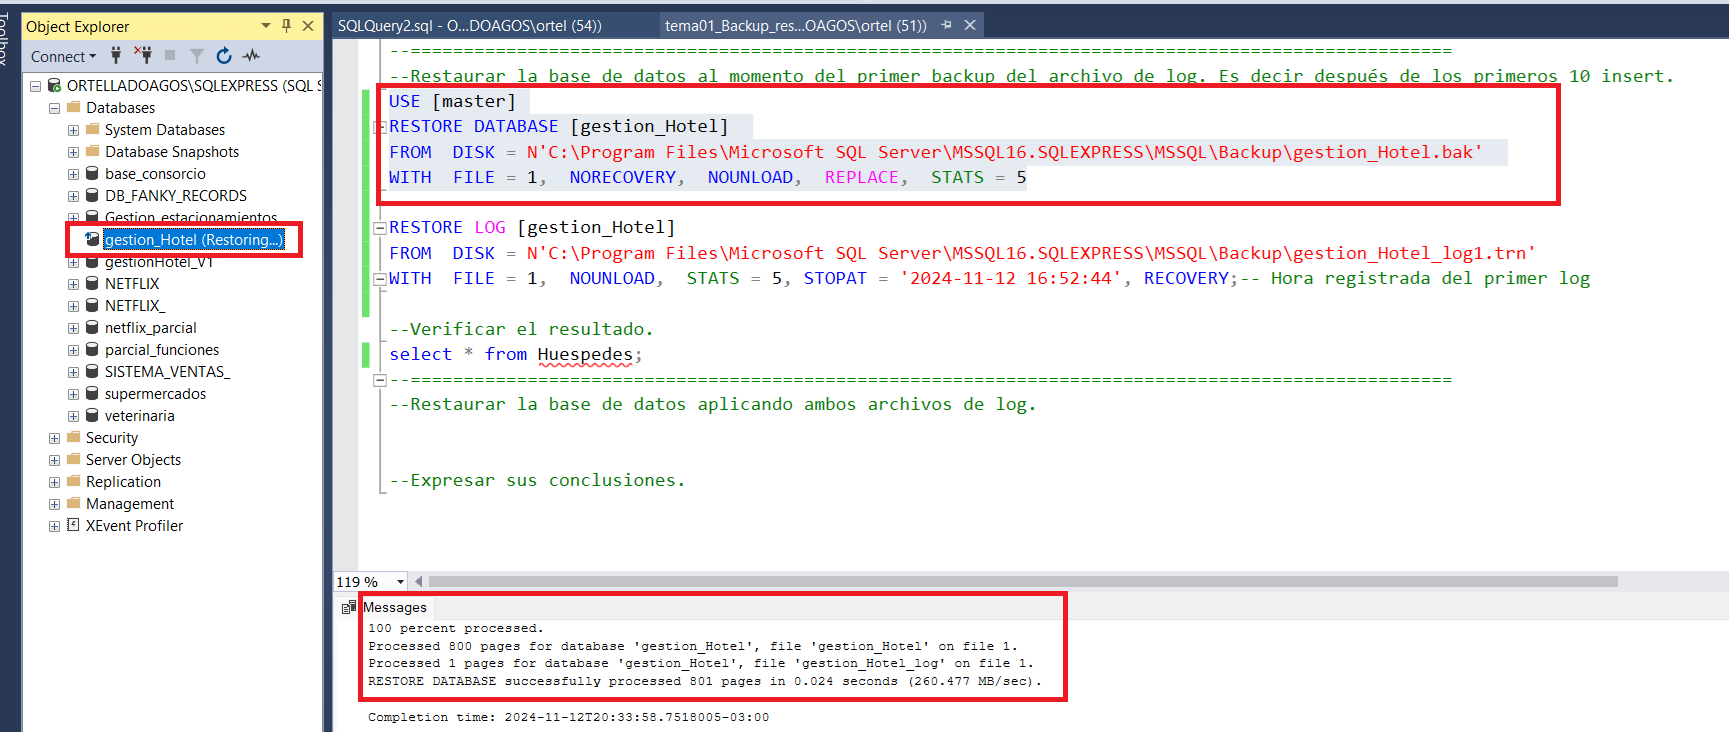 Toolbox
Object Explorer
Connect
ORTELLADOAGOS\SQLEXPRESS (SQL S
Databases
System Databases
Database Snapshots
base_consorcio
DB_FANKY_RECORDS
Gestion_estacionamientos
gestion_Hotel (Restoring...)
gestionHotel_V1
NETFLIX
NETFLIX_
netflix_parcial
parcial_funciones
SISTEMA_VENTAS_
supermercados
veterinaria
Security
Server Objects
Replication
Management
XEvent Profiler
SQLQuery2.sql - O...DOAGOS\ortel (54))
tema01_Backup_res...OAGOS\ortel (51))
--==================================================================================================
--Restaurar la base de datos al momento del primer backup del archivo de log. Es decir después de los primeros 10 insert.
USE [master]
RESTORE DATABASE [gestion_Hotel]
FROM  DISK = N'C:\Program Files\Microsoft SQL Server\MSSQL16.SQLEXPRESS\MSSQL\Backup\gestion_Hotel.bak'
WITH  FILE = 1,  NORECOVERY,  NOUNLOAD,  REPLACE,  STATS = 5
RESTORE LOG [gestion_Hotel]
FROM  DISK = N'C:\Program Files\Microsoft SQL Server\MSSQL16.SQLEXPRESS\MSSQL\Backup\gestion_Hotel_log1.trn'
WITH  FILE = 1,  NOUNLOAD,  STATS = 5, STOPAT = '2024-11-12 16:52:44', RECOVERY;-- Hora registrada del primer log
--Verificar el resultado.
select * from Huespedes;
--==================================================================================================
--Restaurar la base de datos aplicando ambos archivos de log.
--Expresar sus conclusiones.
119 %
Messages
100 percent processed.
Processed 800 pages for database 'gestion_Hotel', file 'gestion_Hotel' on file 1.
Processed 1 pages for database 'gestion_Hotel', file 'gestion_Hotel_log' on file 1.
RESTORE DATABASE successfully processed 801 pages in 0.024 seconds (260.477 MB/sec).
Completion time: 2024-11-12T20:33:58.7518005-03:00